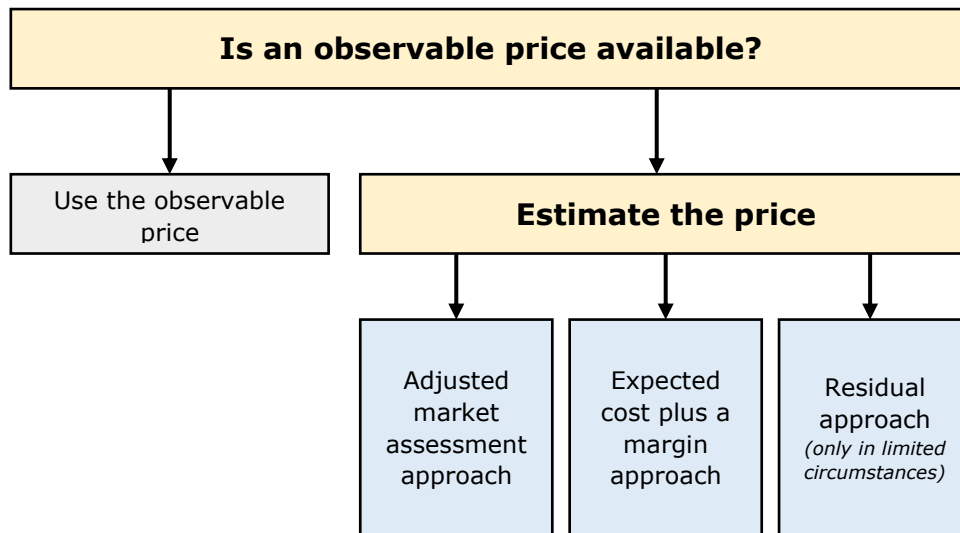 Is an observable price available?
Use the observable
price
Estimate the price
Adjusted
market
assessment
approach
Expected
cost plus a
margin
approach
Residual
approach
(only in limited
circumstances)